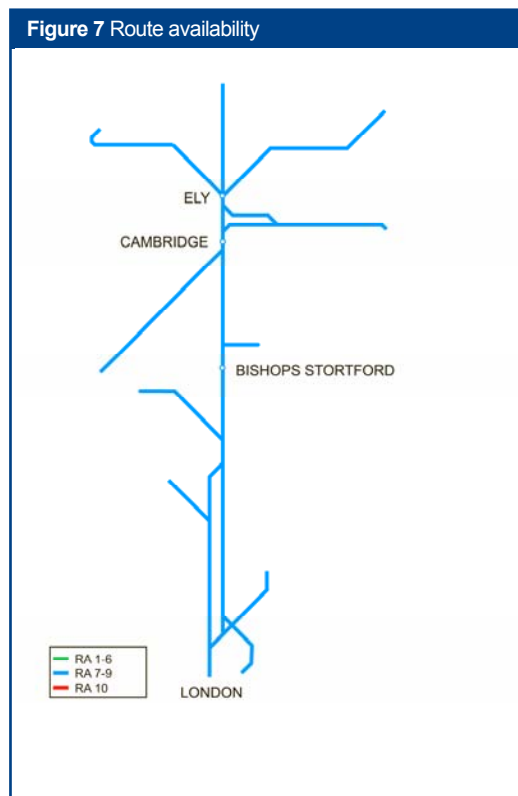 Figure 7 Route availability
ELY
CAMBRIDGE
BISHOPS STORTFORD
RA 1-6
RA 7-9
RA 10
LONDON